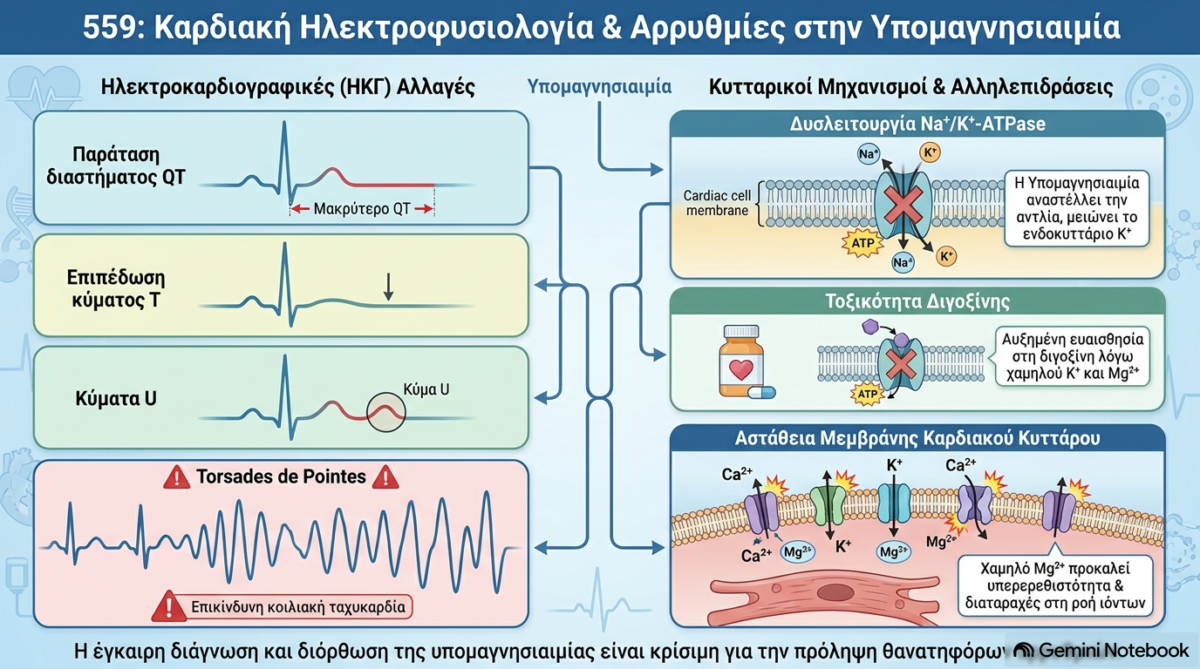 559: Καρδιακή Ηλεκτροφυσιολογία & Αρρυθμίες στην Υπομαγνησιαιμία
Ηλεκτροκαρδιογραφικές (ΗΚΓ) Αλλαγές
Παράταση
διαστήματος QT
Μακρύτερο QT
Επιπέδωση
κύματος T
Κύματα U
Κύμα U
Torsades de Pointes
Επικίνδυνη κοιλιακή ταχυκαρδία
Υπομαγνησιαιμία
Κυτταρικοί Μηχανισμοί & Αλληλεπιδράσεις
Δυσλειτουργία Na⁺/K⁺-ATPase
Na⁺
K⁺
Cardiac cell
membrane
ATP
Na⁺
K⁺
Η Υπομαγνησιαιμία
αναστέλλει την
αντλία, μειώνει το
ενδοκυττάριο K⁺
Τοξικότητα Διγοξίνης
ATP
Αυξημένη ευαισθησία
στη διγοξίνη λόγω
χαμηλού K⁺ και Mg²⁺
Αστάθεια Μεμβράνης Καρδιακού Κυττάρου
Ca²⁺
K⁺
Ca²⁺
Ca²⁺
K⁺
Χαμηλό Mg²⁺ προκαλεί
υπερερεθιστότητα &
διαταραχές στη ροή ιόντων
Η έγκαιρη διάγνωση και διόρθωση της υπομαγνησιαιμίας είναι κρίσιμη για την πρόληψη
Gemini Notebook